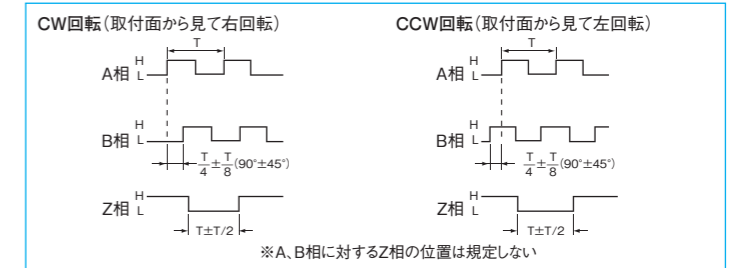 CW回転(取付面から見て右回転)
T
A相 H L
B相 H L
T/4±T/8(90°±45°)
Z相 H L
T±T/2
CCW回転(取付面から見て左回転)
T
A相 H L
B相 H L
T/4±T/8(90°±45°)
Z相 H L
T±T/2
※A、B相に対するZ相の位置は規定しない